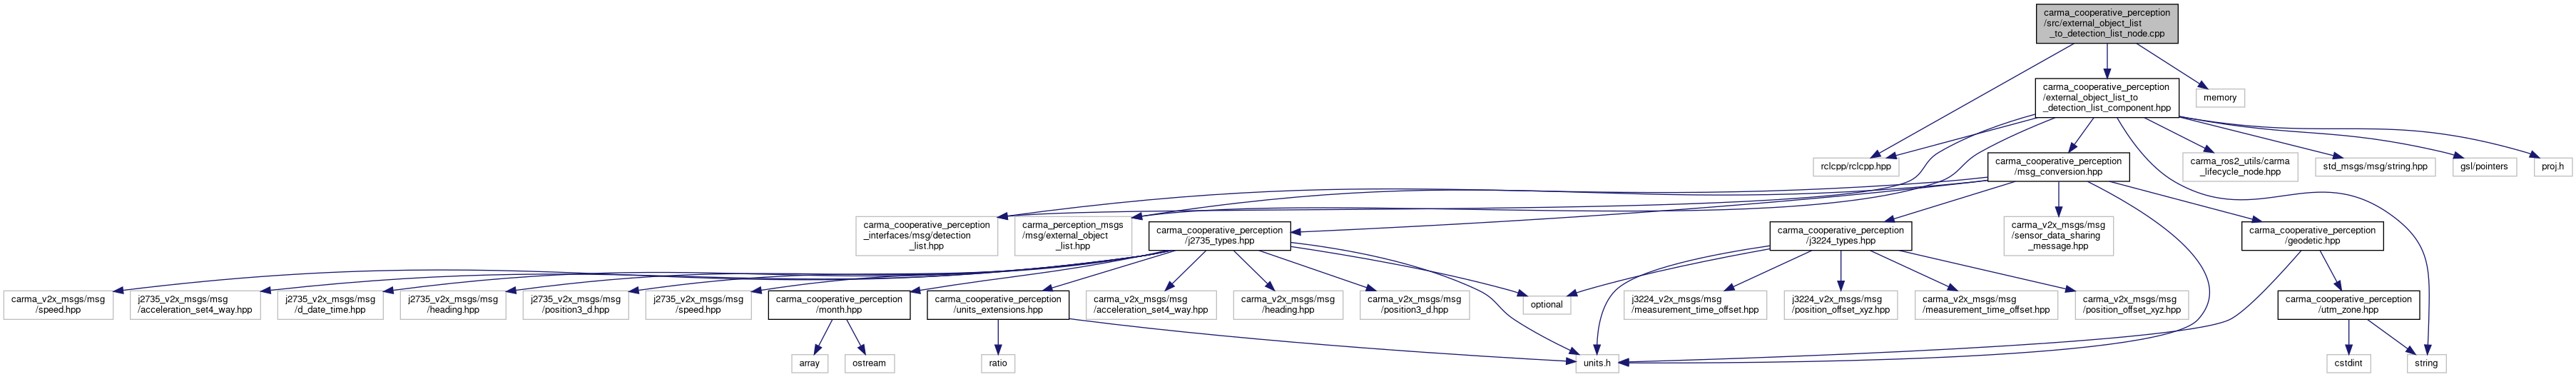 carma_cooperative_perception
/src/external_object_list
_to_detection_list_node.cpp
carma_cooperative_perception
/external_object_list_to
_detection_list_component.hpp
memory
rclcpp/rclcpp.hpp
carma_cooperative_perception
/msg_conversion.hpp
carma_ros2_utils/carma
_lifecycle_node.hpp
std_msgs/msg/string.hpp
gsl/pointers
proj.h
carma_cooperative_perception
_interfaces/msg/detection
_list.hpp
carma_perception_msgs
/msg/external_object
_list.hpp
carma_cooperative_perception
/j2735_types.hpp
carma_cooperative_perception
/j3224_types.hpp
carma_v2x_msgs/msg
/sensor_data_sharing
_message.hpp
carma_cooperative_perception
/geodetic.hpp
carma_v2x_msgs/msg
/speed.hpp
j2735_v2x_msgs/msg
/acceleration_set4_way.hpp
j2735_v2x_msgs/msg
/d_date_time.hpp
j2735_v2x_msgs/msg
/heading.hpp
j2735_v2x_msgs/msg
/position3_d.hpp
j2735_v2x_msgs/msg
/speed.hpp
carma_cooperative_perception
/month.hpp
carma_cooperative_perception
/units_extensions.hpp
carma_v2x_msgs/msg
/acceleration_set4_way.hpp
carma_v2x_msgs/msg
/heading.hpp
carma_v2x_msgs/msg
/position3_d.hpp
optional
j3224_v2x_msgs/msg
/measurement_time_offset.hpp
j3224_v2x_msgs/msg
/position_offset_xyz.hpp
carma_v2x_msgs/msg
/measurement_time_offset.hpp
carma_v2x_msgs/msg
/position_offset_xyz.hpp
carma_cooperative_perception
/utm_zone.hpp
array
ostream
ratio
units.h
cstdint
string